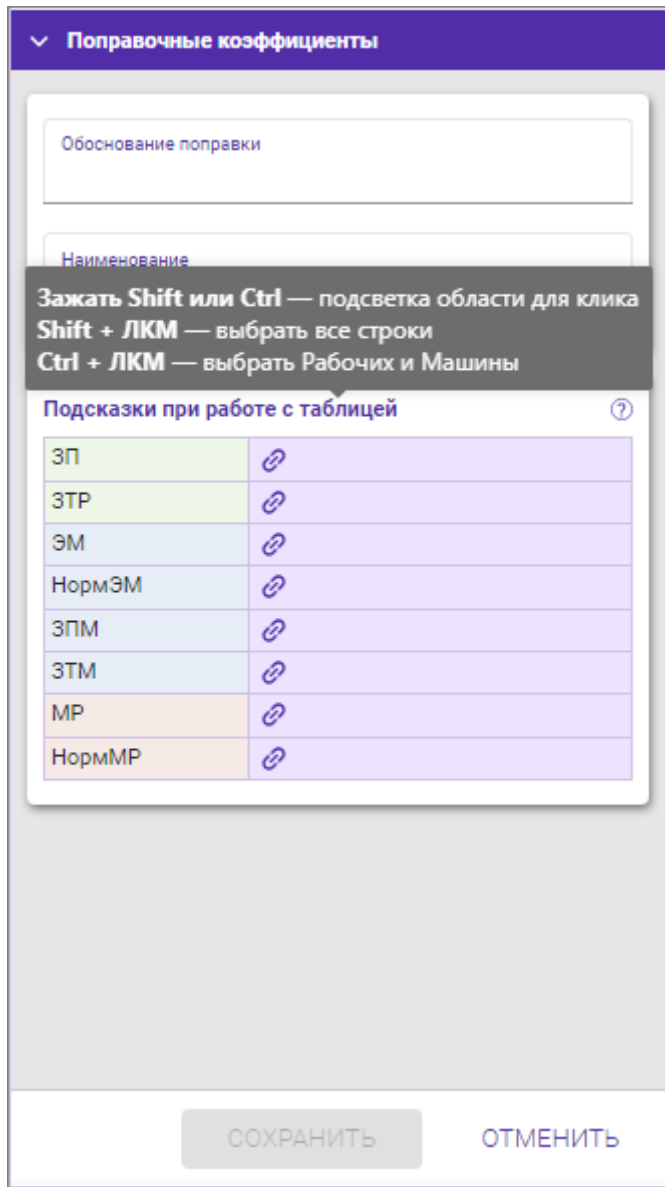 Поправочные коэффициенты
Обоснование поправки
Наименование
Зажать Shift или Ctrl — подсветка области для клика
Shift + ЛКМ — выбрать все строки
Ctrl + ЛКМ — выбрать Рабочих и Машины
Подсказки при работе с таблицей
ЗП
ЗТР
ЭМ
НормЭМ
ЗПМ
ЗТМ
МР
НормМР
СОХРАНИТЬ ОТМЕНИТЬ